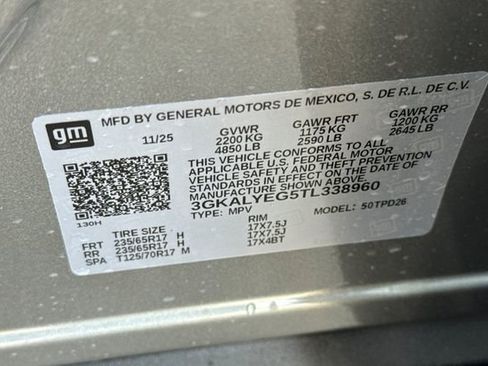 gm
MFD BY GENERAL MOTORS DE MEXICO, S. DE R.L. DE C.V.
11/25 GVWR GAWR FRT GAWR RR
2200 KG 1175 KG 1200 KG
4850 LB 2590 LB 2645 LB
THIS VEHICLE CONFORMS TO ALL
APPLICABLE U.S. FEDERAL MOTOR
VEHICLE SAFETY AND THEFT PREVENTION
STANDARDS IN EFFECT ON THE DATE OF
MANUFACTURE SHOWN ABOVE.
3GKALYEG5TL338960
130H
TYPE: MPV MODEL: 50TPD26
TIRE SIZE RIM
FRT 235/65R17 H 17X7.5J
RR 235/65R17 H 17X7.5J
SPA T125/70R17 M 17X4BT